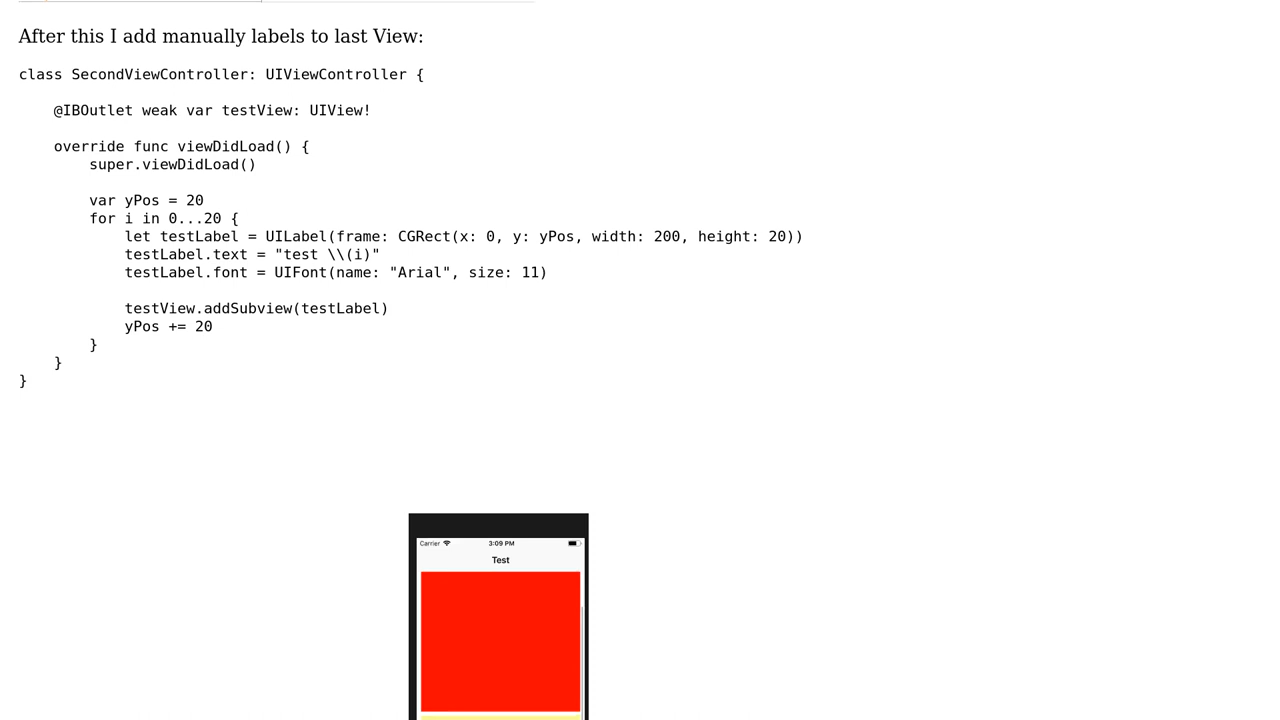 After this I add manually labels to last View:
class SecondViewController: UIViewController {
@IBOutlet weak var testView: UIView!
override func viewDidLoad() {
super.viewDidLoad()
var yPos = 20
for i in 0...20 {
let testLabel = UILabel(frame: CGRect(x: 0, y: yPos, width: 200, height: 20))
testLabel.text = "test \\(i)"
testLabel.font = UIFont(name: "Arial", size: 11)
testView.addSubview(testLabel)
yPos += 20
}
}
}
Carrier 3:09 PM
Test